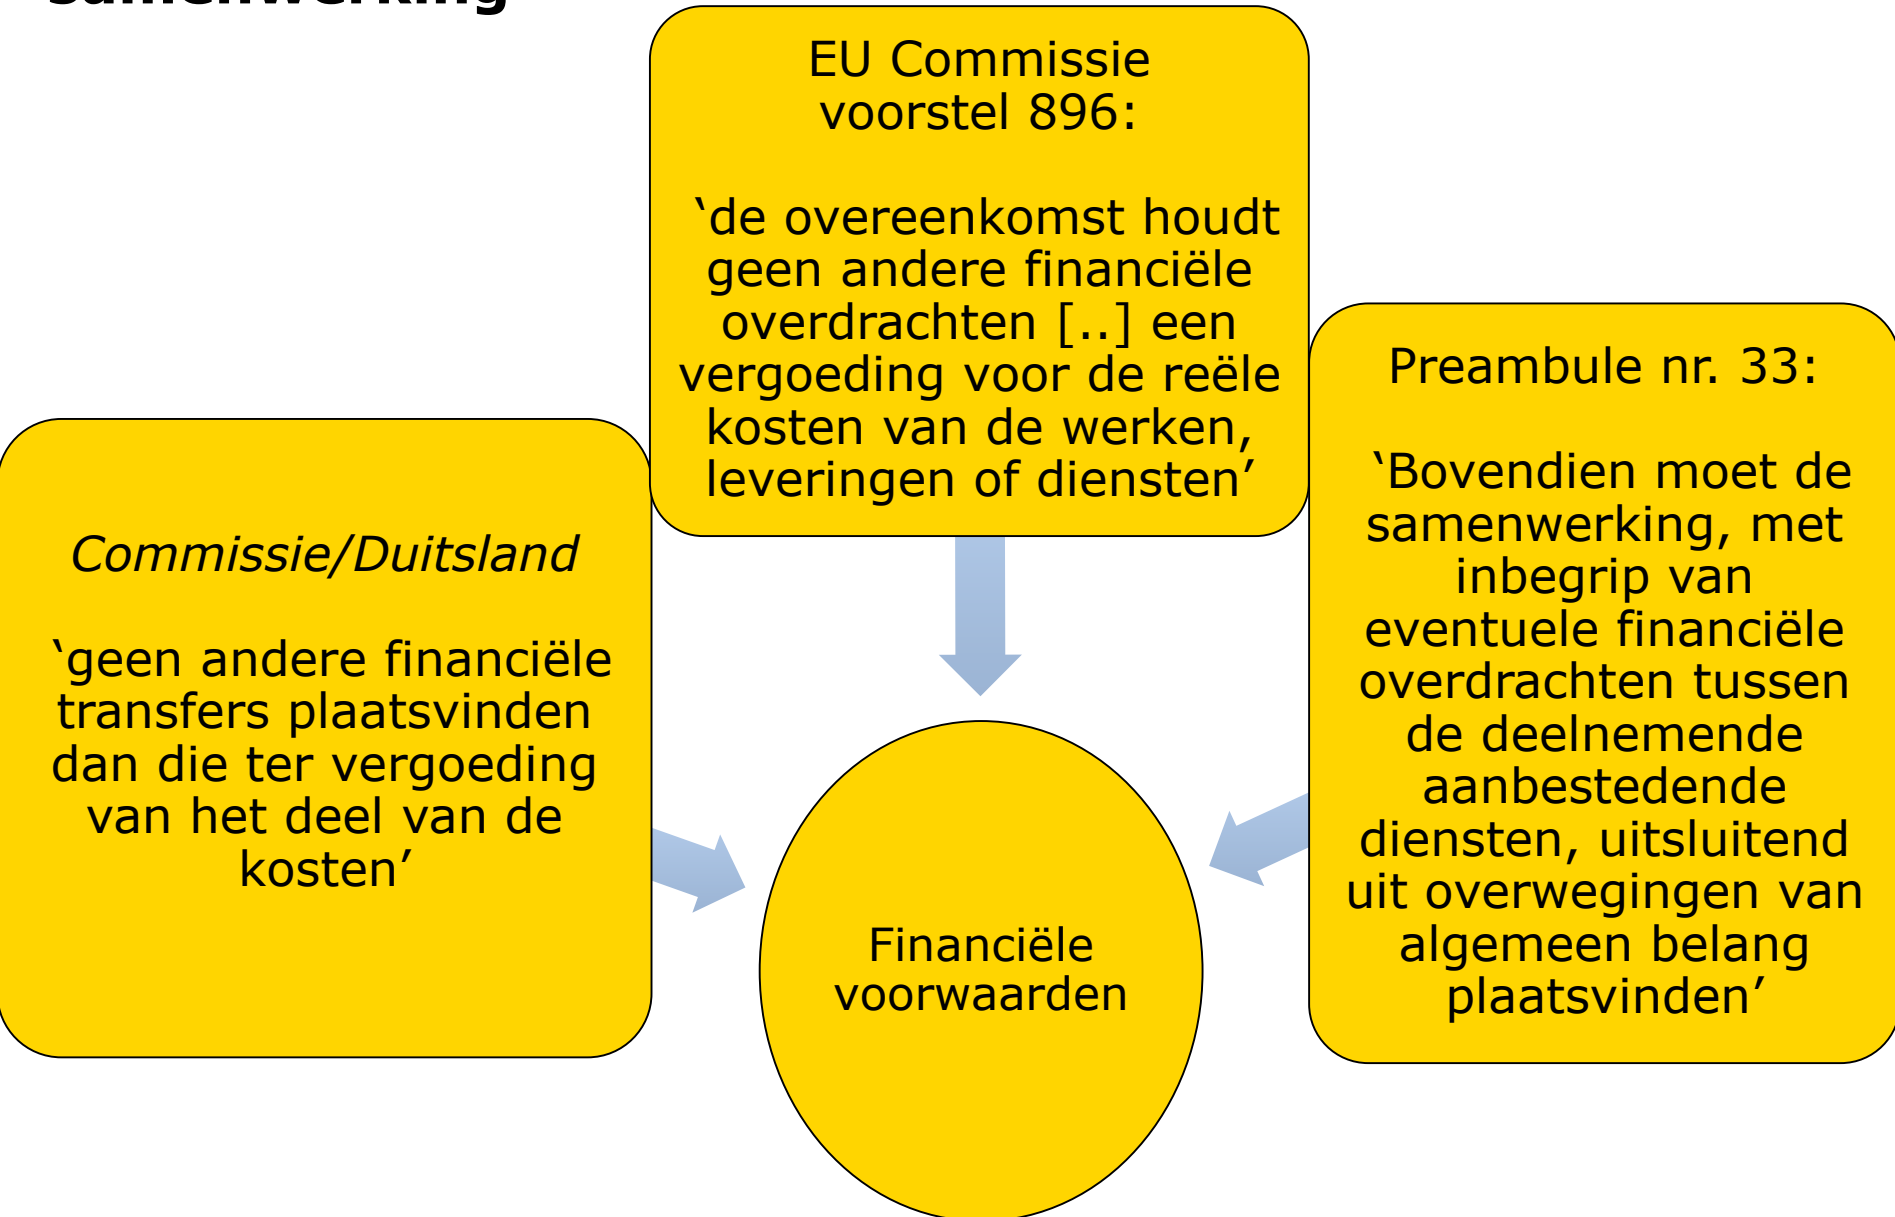 samenwerking
EU Commissie
voorstel 896:
‘de overeenkomst houdt
geen andere financiële
overdrachten [..] een
vergoeding voor de reële
kosten van de werken,
leveringen of diensten’
Commissie/Duitsland
‘geen andere financiële
transfers plaatsvinden
dan die ter vergoeding
van het deel van de
kosten’
Preambule nr. 33:
‘Bovendien moet de
samenwerking, met
inbegrip van
eventuele financiële
overdrachten tussen
de deelnemende
aanbestedende
diensten, uitsluitend
uit overwegingen van
algemeen belang
plaatsvinden’
Financiële
voorwaarden